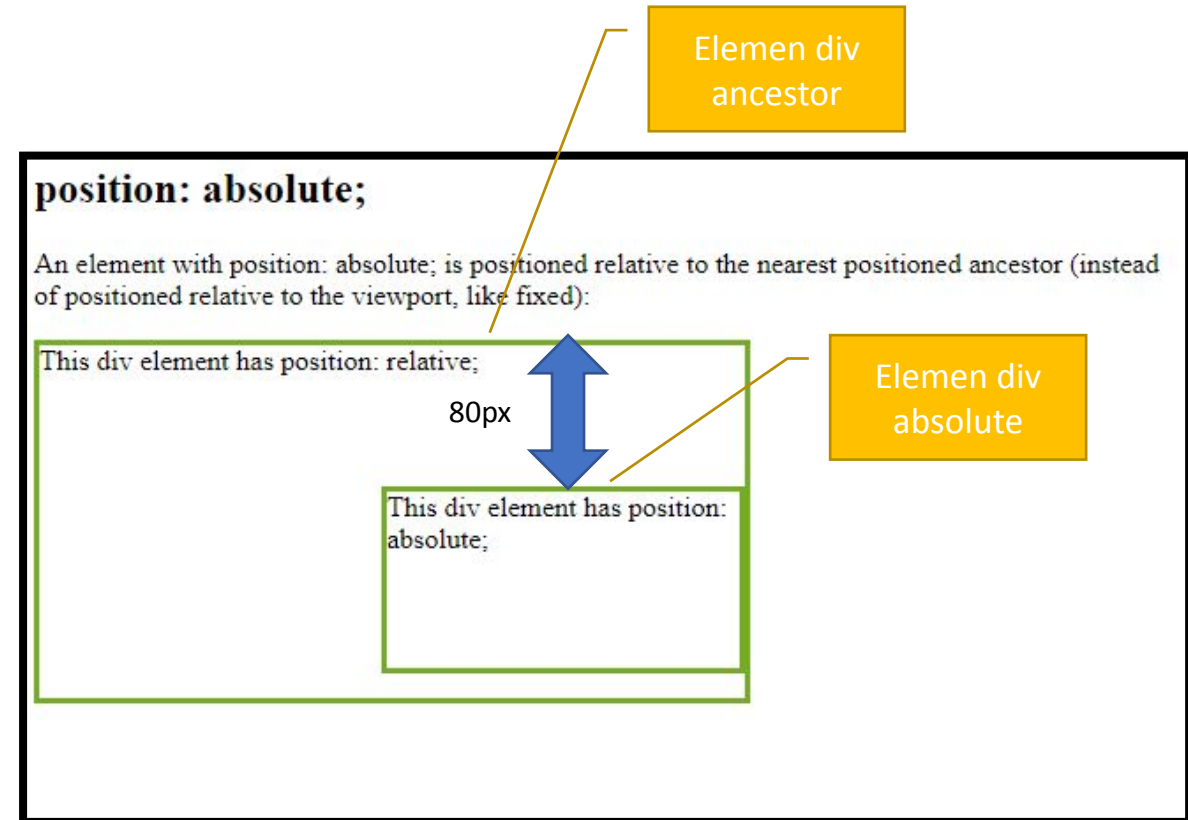 Elemen div
ancestor
position: absolute;
An element with position: absolute; is positioned relative to the nearest positioned ancestor (instead
of positioned relative to the viewport, like fixed):
This div element has position: relative;
80px
Elemen div
absolute
This div element has position:
absolute;